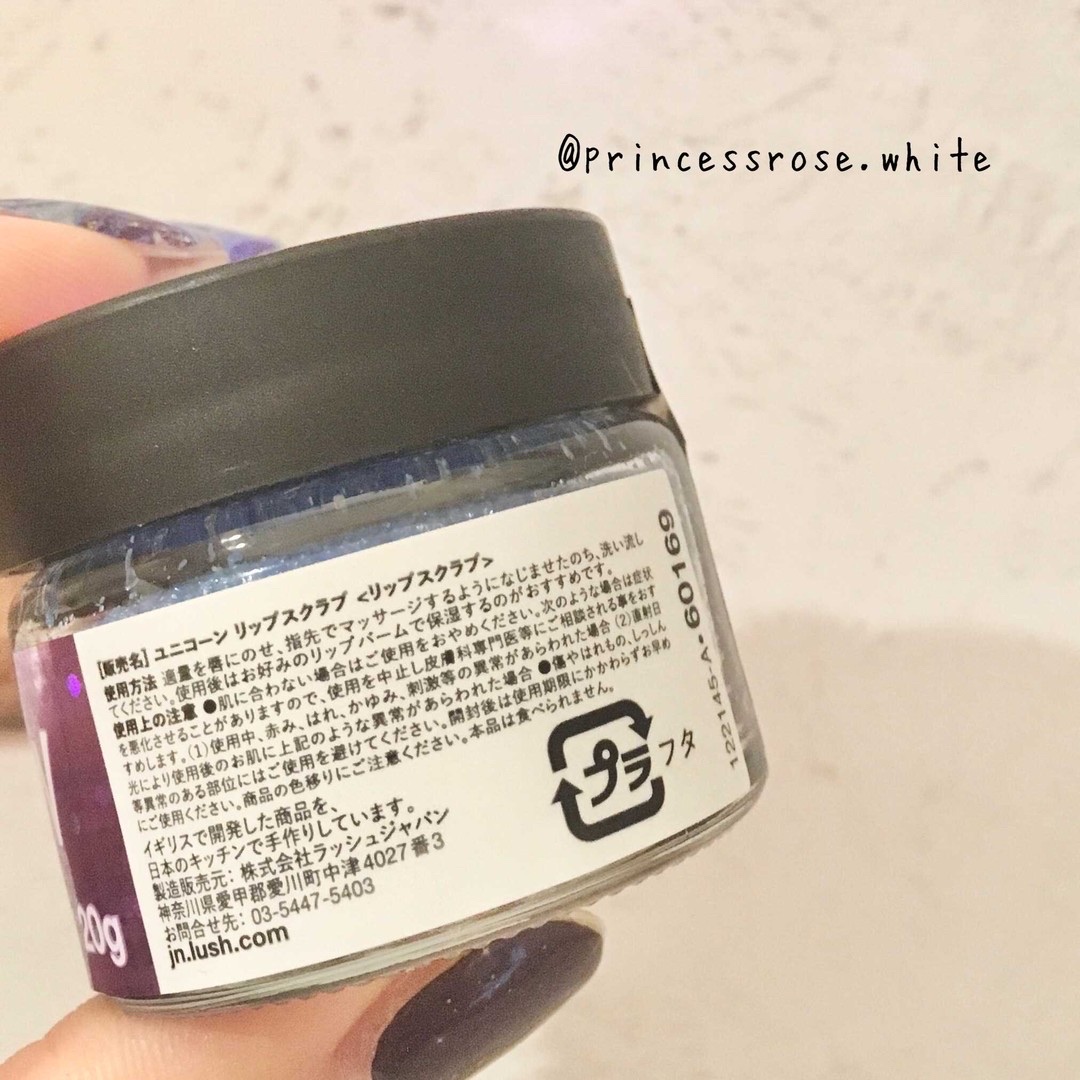 @princessrose.white
[販売名] ユニコーン リップスクラブ <リップスクラブ>
使用方法 適量を唇にのせ、指先でマッサージするようになじませたのち、洗い流し
てください。使用後はお好みのリップバームで保湿するのがおすすめです。
使用上の注意 ●肌に合わない場合はご使用をおやめください。次のような場合は症状
を悪化させることがありますので、使用を中止し皮膚科専門医等にご相談される事をおす
すめします。(1)使用中、赤み、はれ、かゆみ、刺激等の異常があらわれた場合 (2)直射日
光により使用後のお肌に上記のような異常があらわれた場合 ●傷やはれもの、しっしん
等異常のある部位にはご使用を避けてください。開封後は使用期限にかかわらずお早め
にご使用ください。商品の色移りにご注意ください。本品は食べられません。
イギリスで開発した商品を、
日本のキッチンで手作りしています。
製造販売元：株式会社ラッシュジャパン
神奈川県愛甲郡愛川町中津4027番3
お問合せ先：03-5447-5403
jn.lush.com
プラ
フタ
122145-A.60169
20g